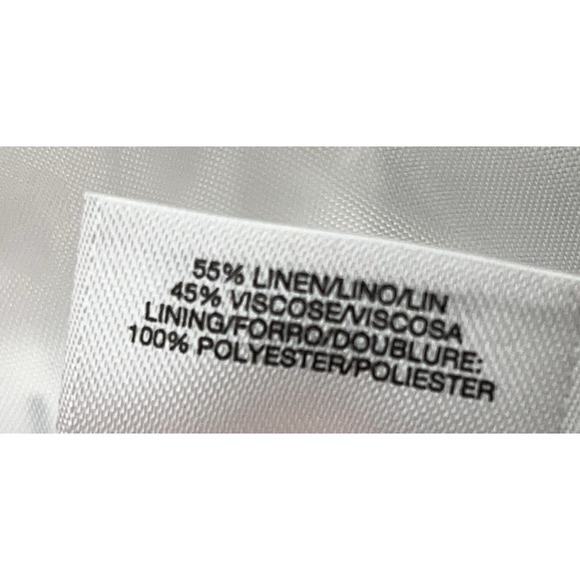 55% LINEN/LINO/LIN
45% VISCOSE/VISCOSA
LINING/FORRO/DOUBLURE:
100% POLYESTER/POLIESTER